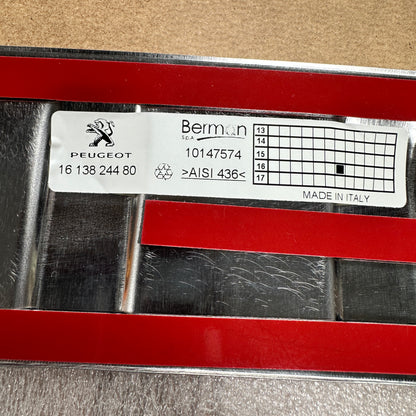 PEUGEOT
16 138 244 80
Berman
S.p.A
10147574
>AISI 436<
13
14
15
16
17
MADE IN ITALY